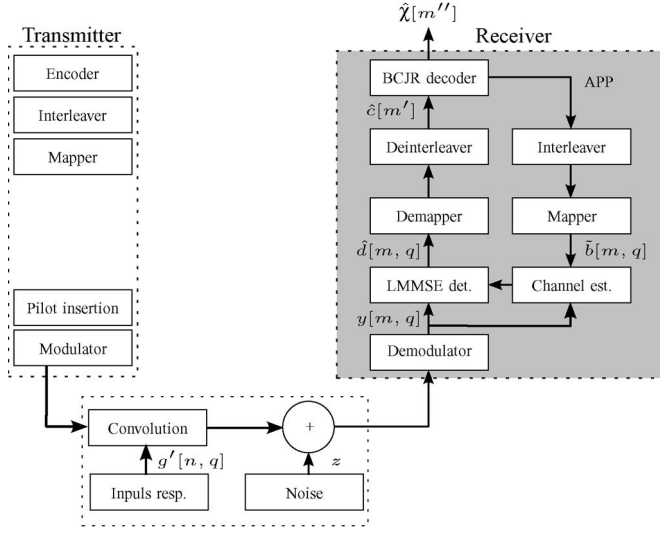 Transmitter
Encoder
Interleaver
Mapper
Pilot insertion
Modulator
Convolution
g′[n, q]
Inpuls resp.
+
z
Noise
χ̂[m′′]
Receiver
BCJR decoder
APP
ĉ[m′]
Deinterleaver
Interleaver
Demapper
Mapper
d̂[m, q]
b̃[m, q]
LMMSE det.
Channel est.
y[m, q]
Demodulator